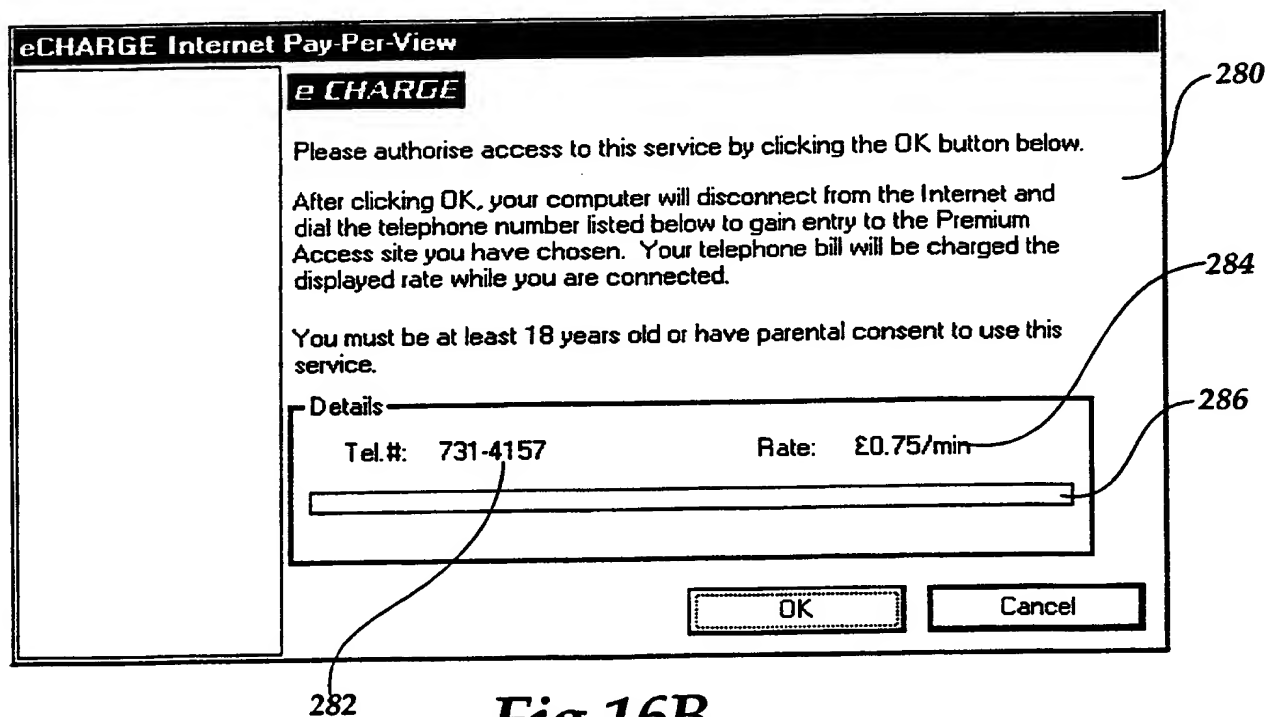 eCHARGE Internet Pay-Per-View
e CHARGE
280
Please authorise access to this service by clicking the OK button below.
After clicking OK, your computer will disconnect from the Internet and
dial the telephone number listed below to gain entry to the Premium
Access site you have chosen. Your telephone bill will be charged the
displayed rate while you are connected.
284
You must be at least 18 years old or have parental consent to use this
service.
Details
286
Tel.#: 731-4157 Rate: £0.75/min
OK Cancel
282
Fig.16B